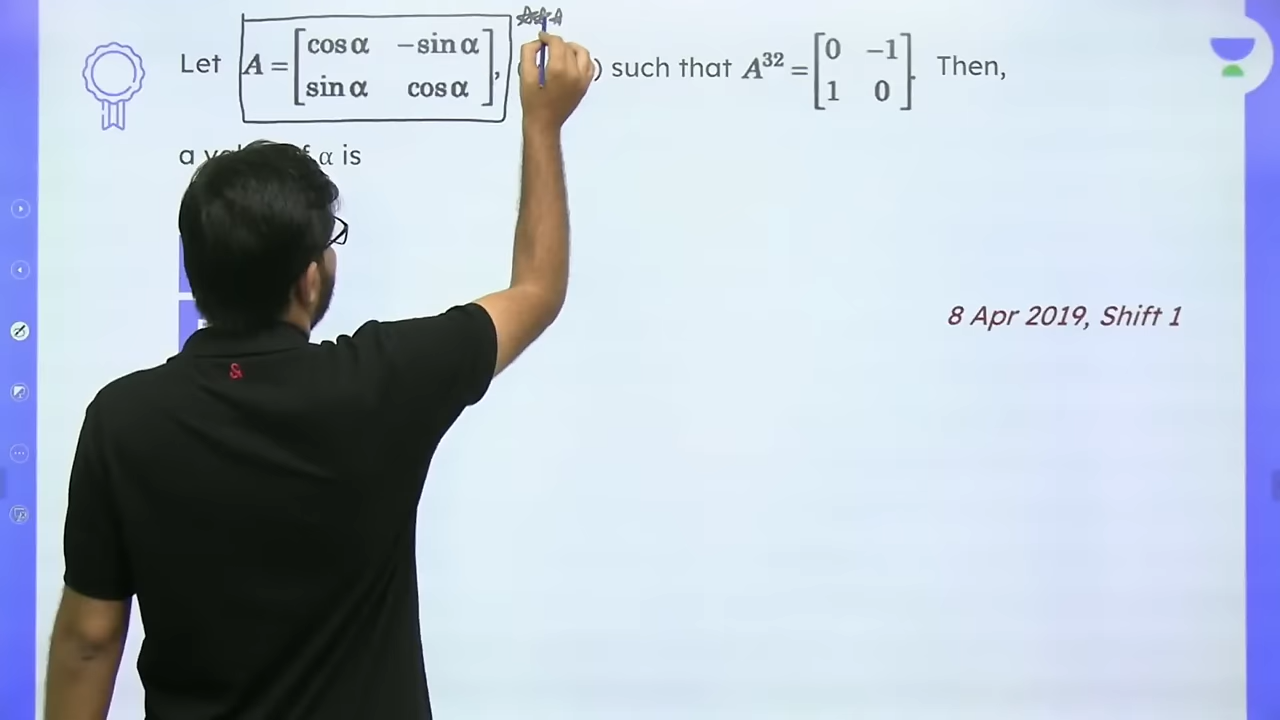 Let A = [cos α −sin α sin α cos α], ) such that A³² = [0 −1 1 0]. Then,
a α is
8 Apr 2019, Shift 1